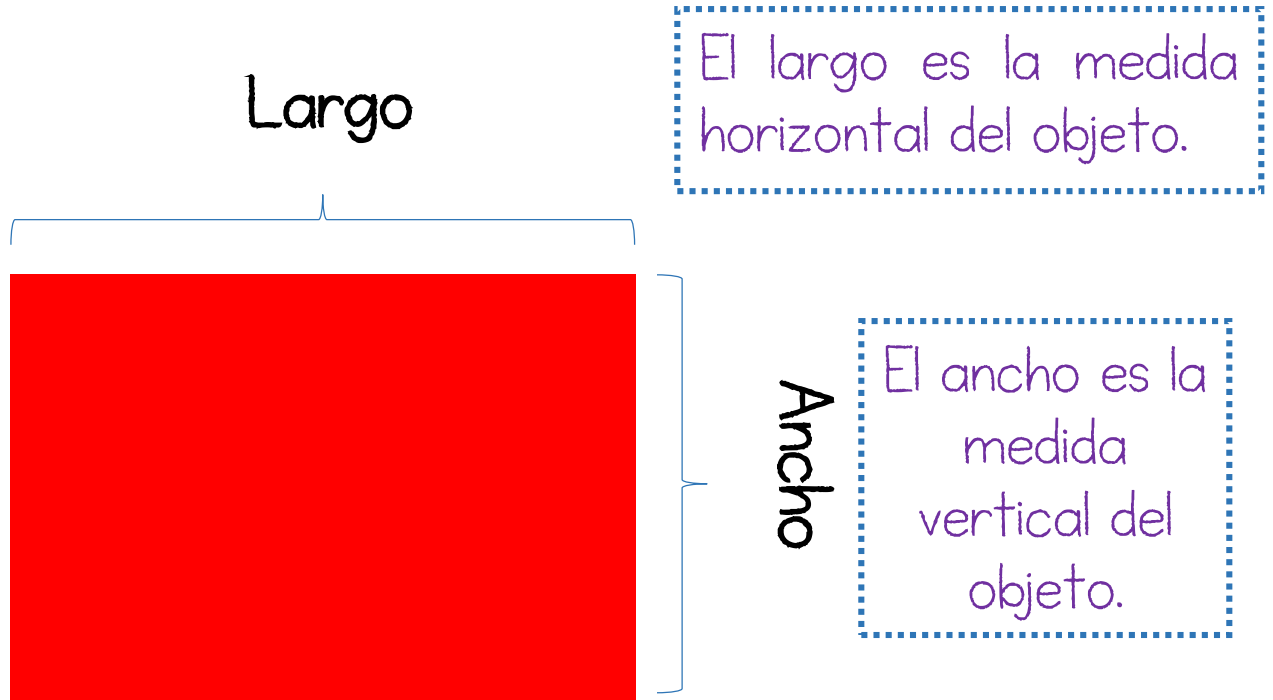 Largo
El largo es la medida
horizontal del objeto.
Ancho
El ancho es la
medida
vertical del
objeto.